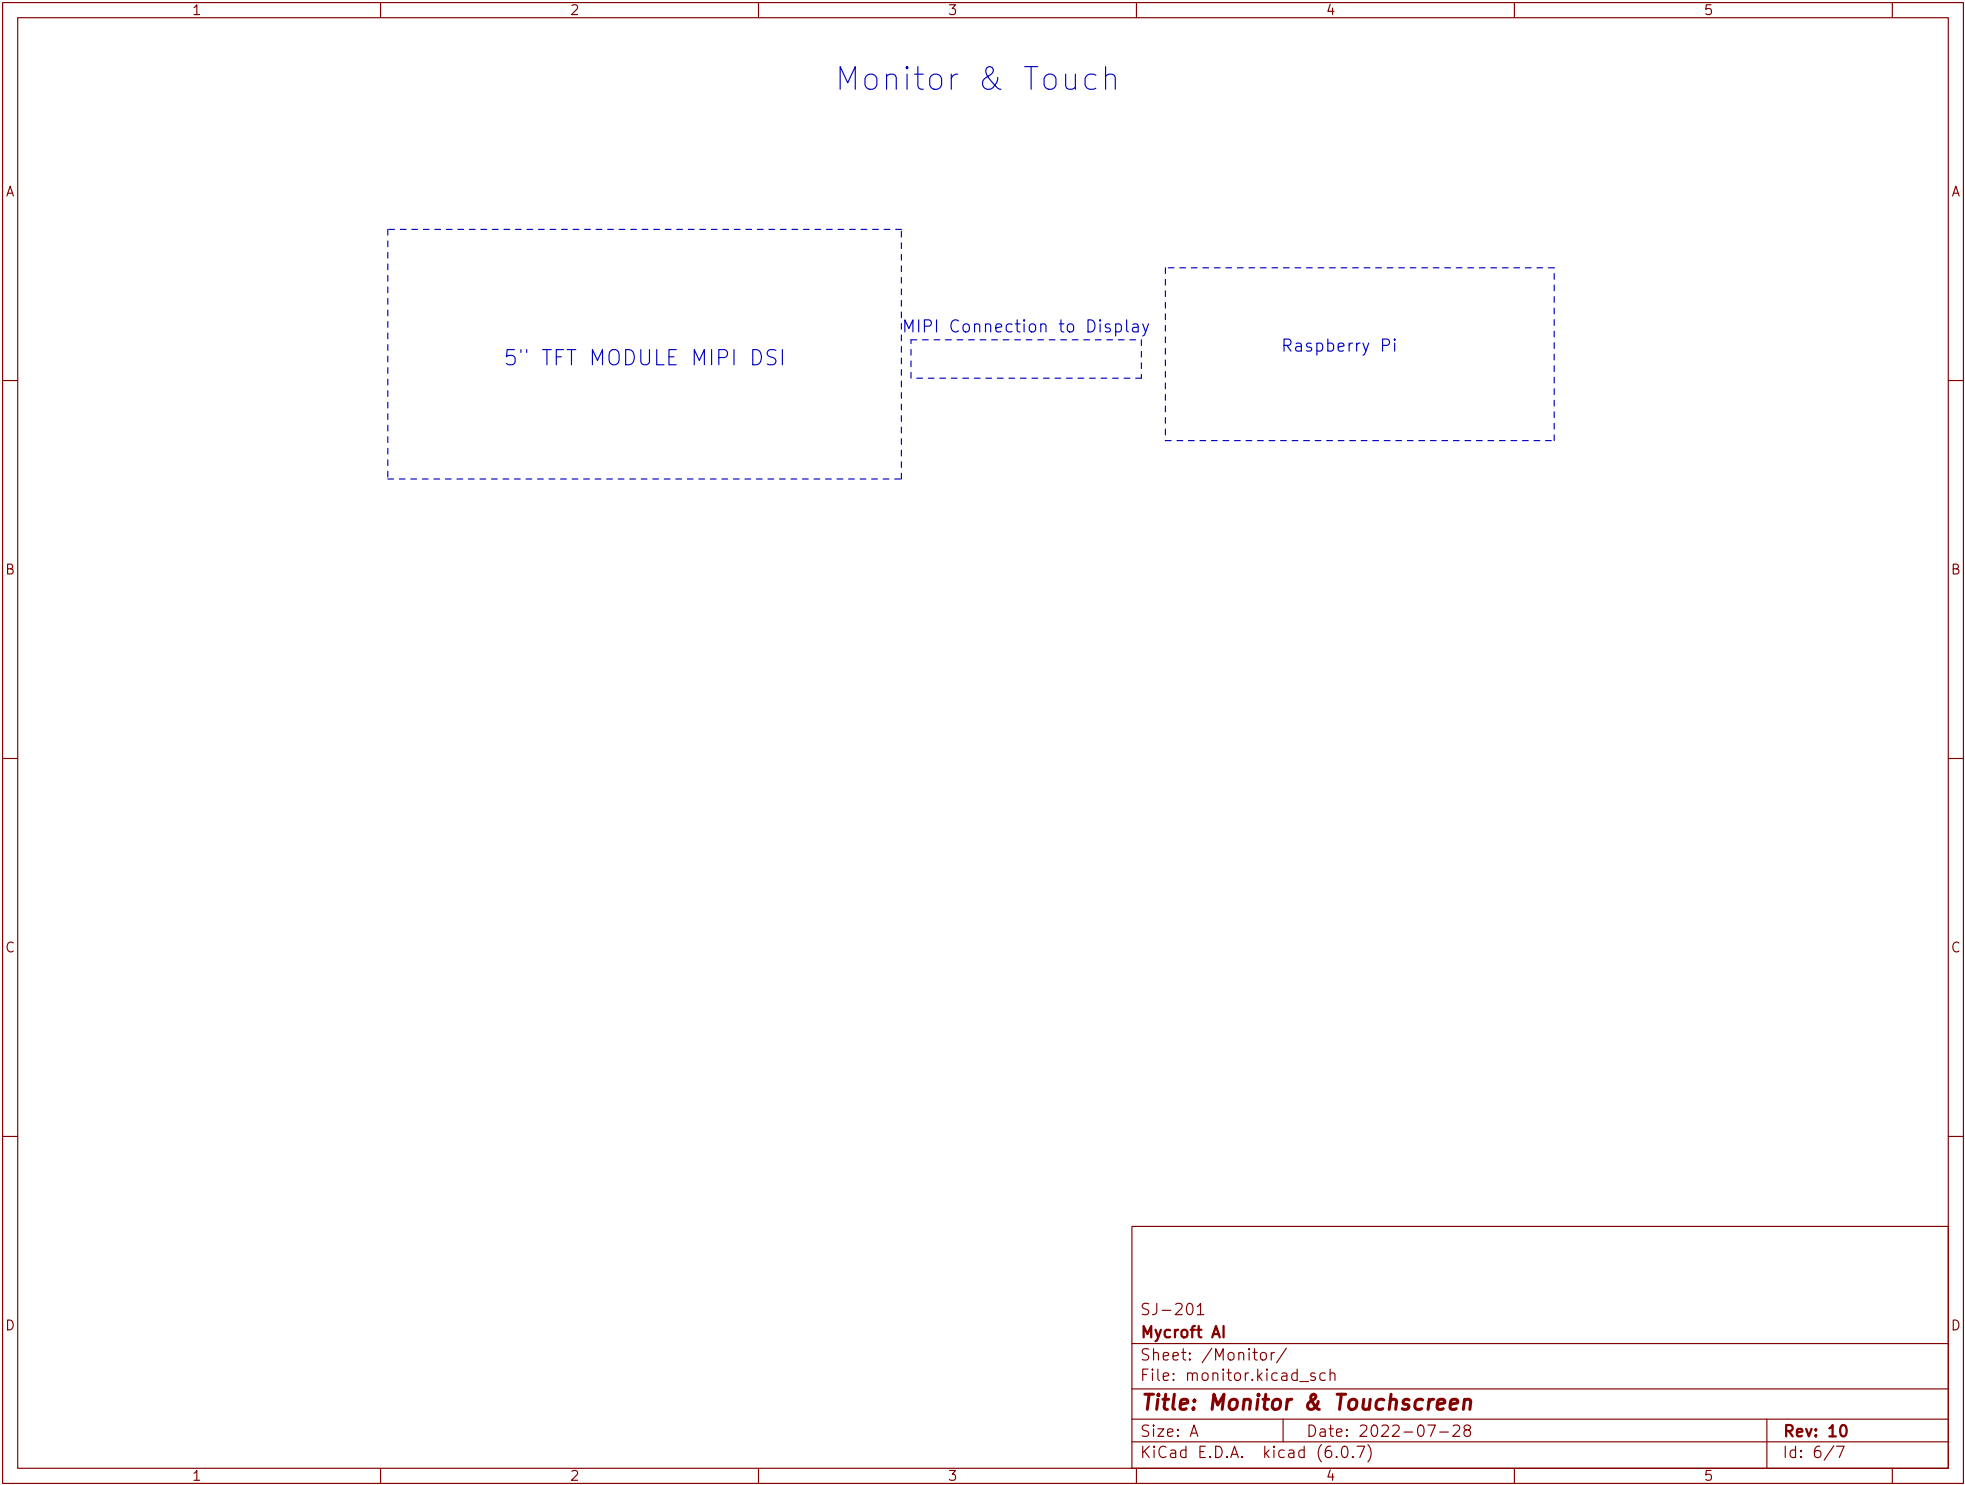 1 2 3 4 5
Monitor & Touch
A A
MIPI Connection to Display
5'' TFT MODULE MIPI DSI
Raspberry Pi
B B
C C
SJ-201
D D
Mycroft AI
Sheet: /Monitor/
File: monitor.kicad_sch
Title: Monitor & Touchscreen
Size: A Date: 2022-07-28 Rev: 10
KiCad E.D.A. kicad (6.0.7) Id: 6/7
1 2 3 4 5